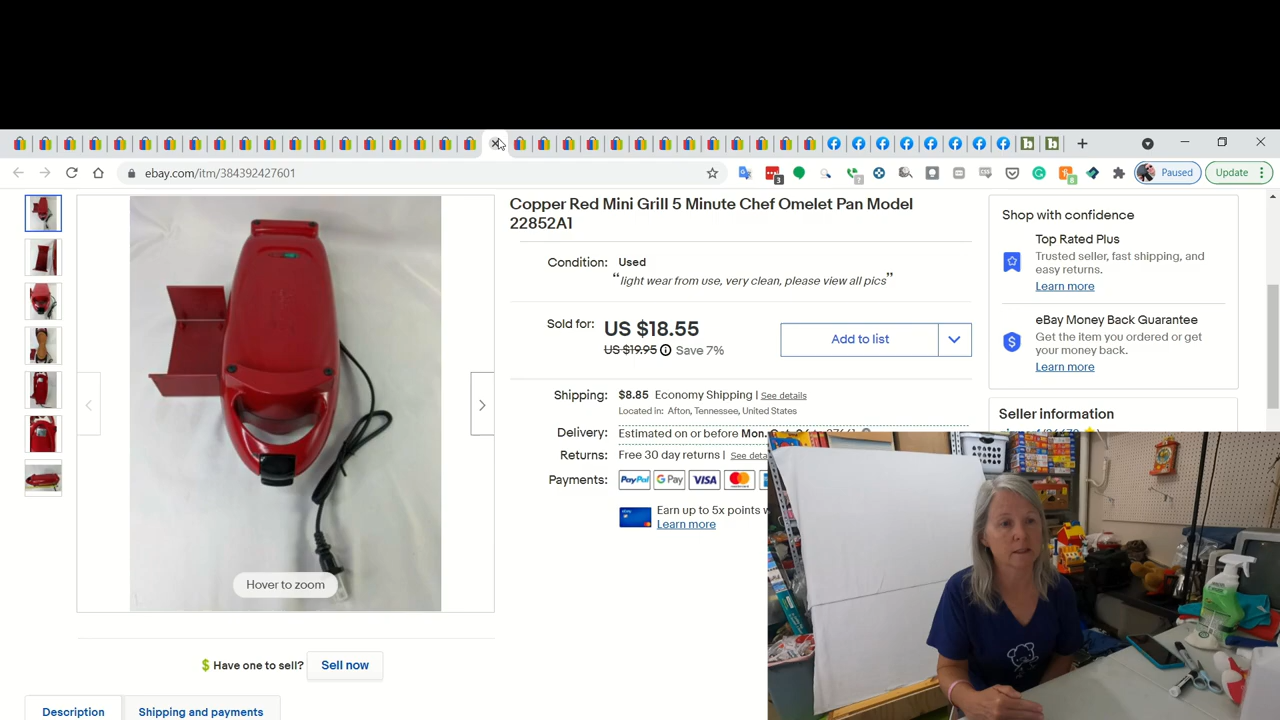 ebay.com/itm/384392427601
Paused
Update
Copper Red Mini Grill 5 Minute Chef Omelet Pan Model
22852A1
Condition: Used
“light wear from use, very clean, please view all pics”
Sold for: US $18.55
US $19.95 Save 7%
Add to list
Shipping: $8.85 Economy Shipping | See details
Located in: Afton, Tennessee, United States
Delivery: Estimated on or before Mon.
Returns: Free 30 day returns | See deta
Payments: PayPal G Pay VISA
Earn up to 5x points w
Learn more
Shop with confidence
Top Rated Plus
Trusted seller, fast shipping, and
easy returns.
Learn more
eBay Money Back Guarantee
Get the item you ordered or get
your money back.
Learn more
Seller information
Hover to zoom
Have one to sell? Sell now
Description
Shipping and payments